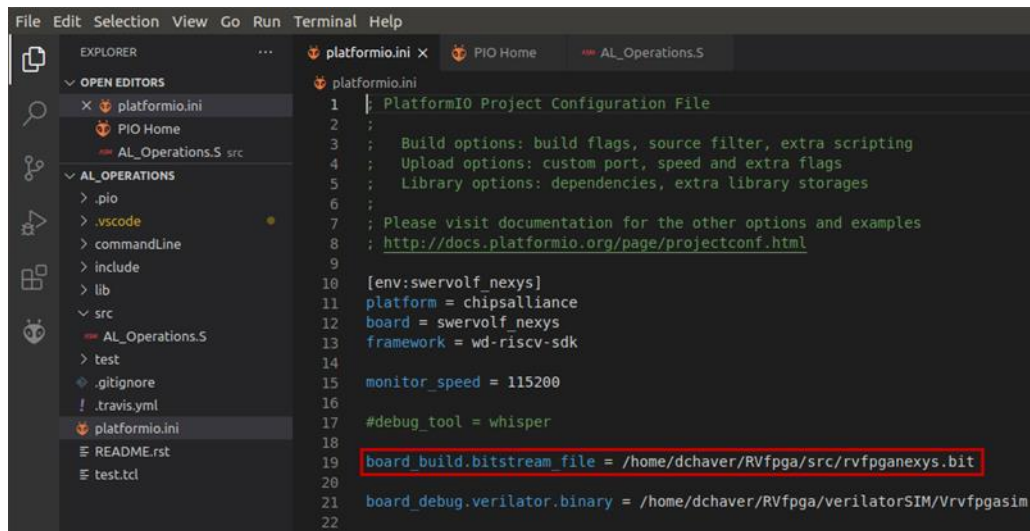 File Edit Selection View Go Run Terminal Help
EXPLORER ...
OPEN EDITORS
platformio.ini
PIO Home
AL_Operations.S src
AL_OPERATIONS
.pio
.vscode
commandLine
include
lib
src
AL_Operations.S
test
.gitignore
.travis.yml
platformio.ini
README.rst
test.tcl
platformio.ini PIO Home AL_Operations.S
platformio.ini
1 ; PlatformIO Project Configuration File
2 ;
3 ; Build options: build flags, source filter, extra scripting
4 ; Upload options: custom port, speed and extra flags
5 ; Library options: dependencies, extra library storages
6 ;
7 ; Please visit documentation for the other options and examples
8 ; http://docs.platformio.org/page/projectconf.html
9
10 [env:swervolf_nexys]
11 platform = chipsalliance
12 board = swervolf_nexys
13 framework = wd-riscv-sdk
14
15 monitor_speed = 115200
16
17 #debug_tool = whisper
18
19 board_build.bitstream_file = /home/dchaver/RVfpga/src/rvfpganexys.bit
20
21 board_debug.verilator.binary = /home/dchaver/RVfpga/verilatorSIM/Vrvfpgasim
22